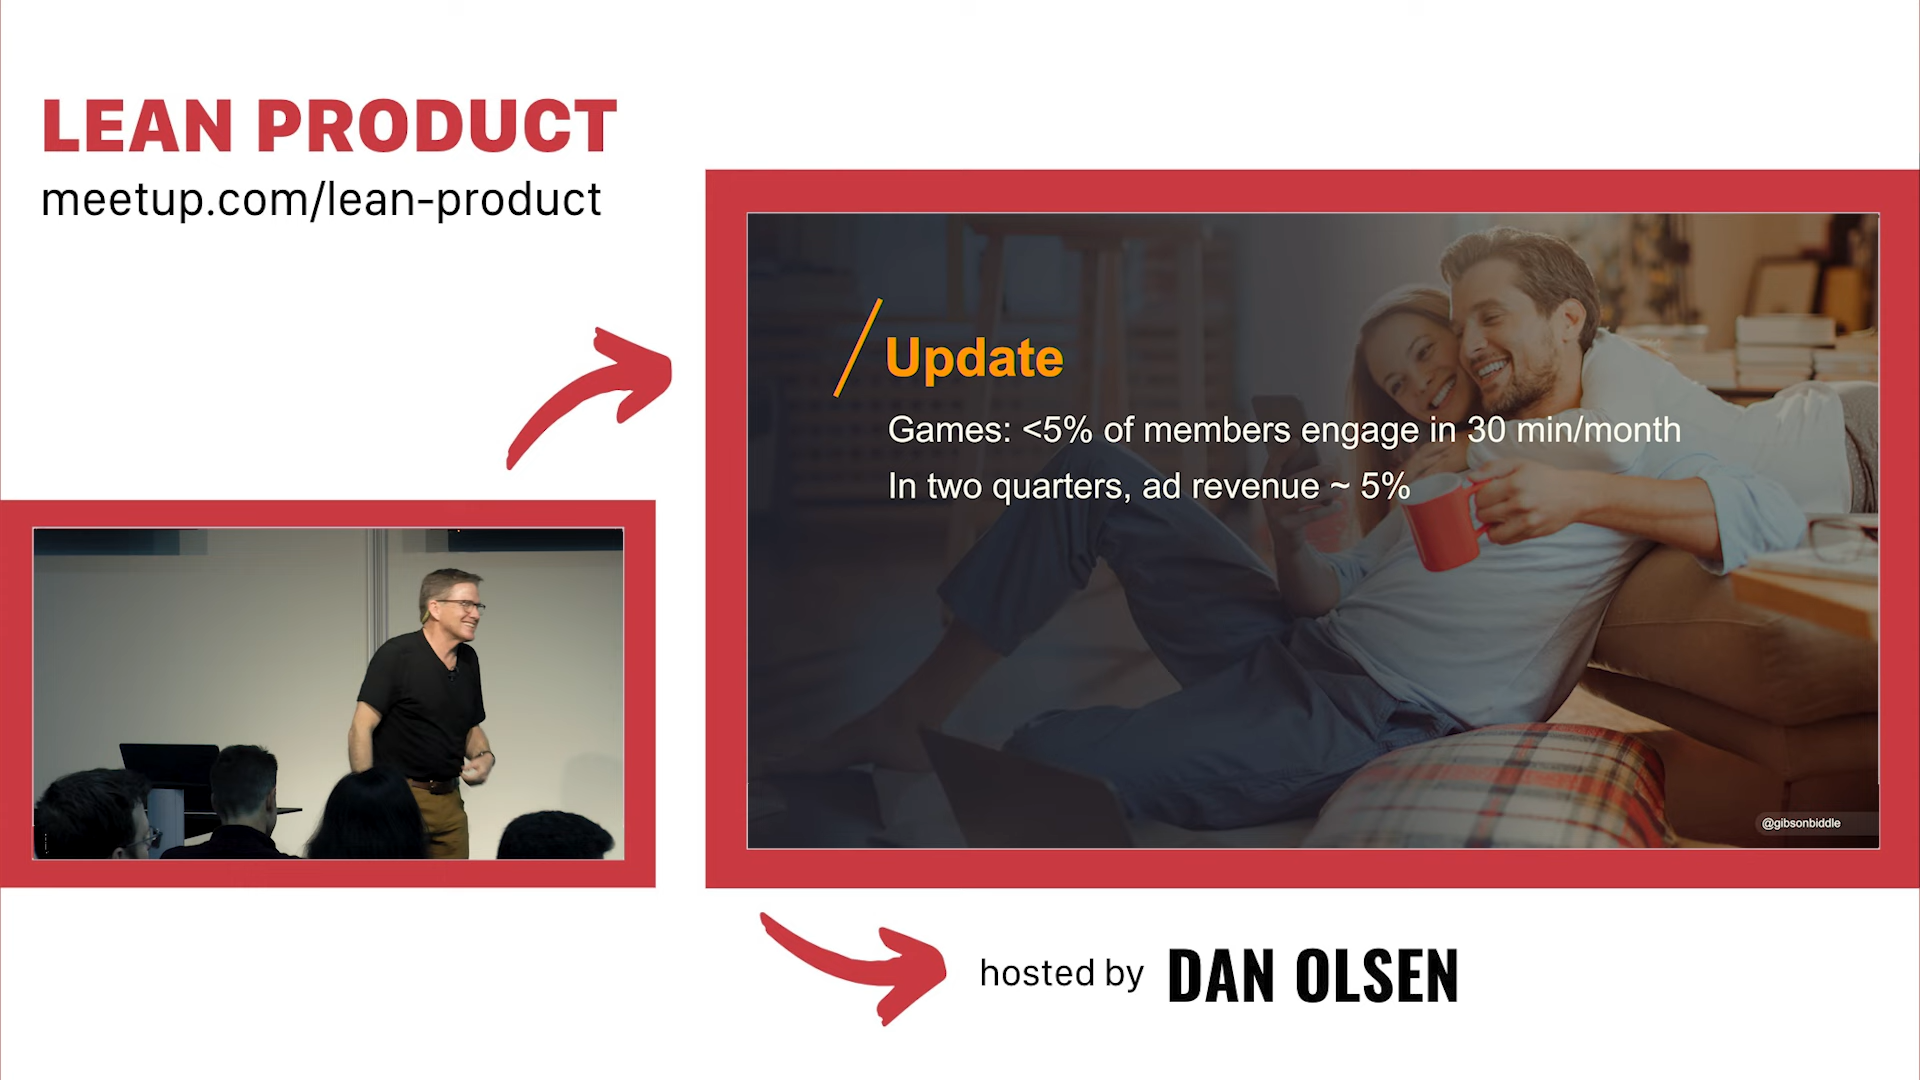 LEAN PRODUCT
meetup.com/lean-product
Update
Games: <5% of members engage in 30 min/month
In two quarters, ad revenue ~ 5%
@gibsonbiddle
hosted by DAN OLSEN